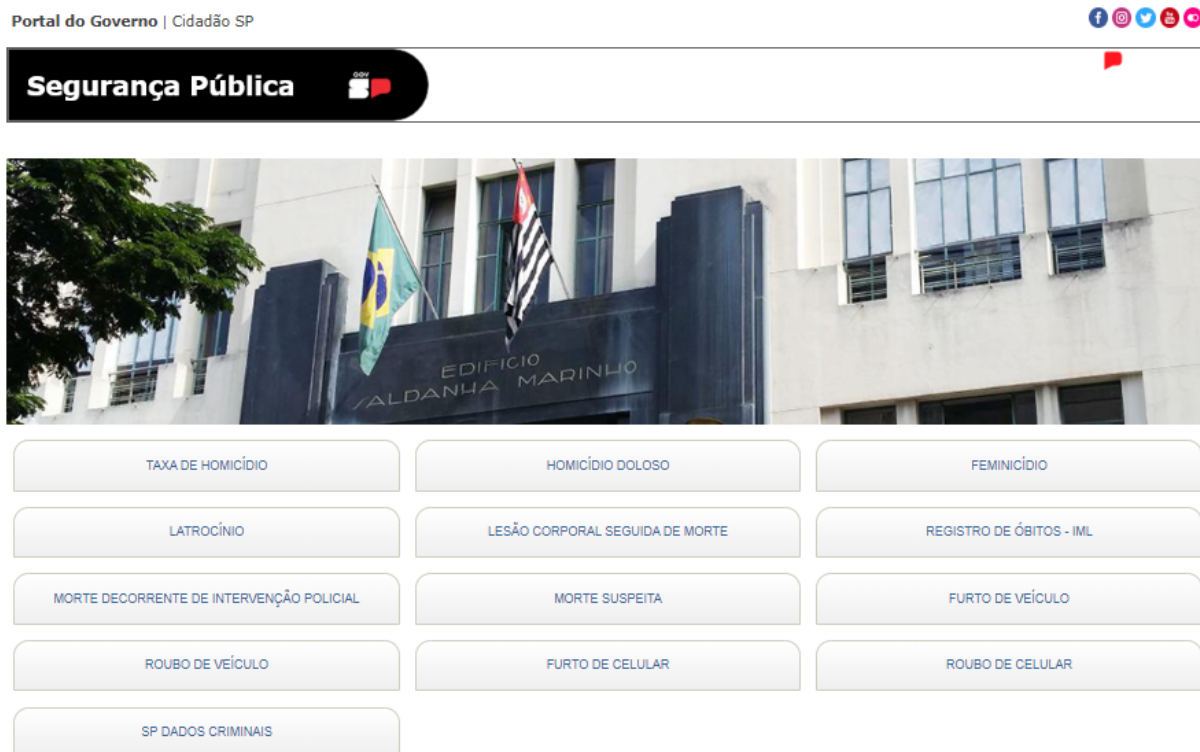 Portal do Governo | Cidadão SP
Segurança Pública
GOV
SP
EDIFICIO
SALDANHA MARINHO
TAXA DE HOMICÍDIO
HOMICÍDIO DOLOSO
FEMINICÍDIO
LATROCÍNIO
LESÃO CORPORAL SEGUIDA DE MORTE
REGISTRO DE ÓBITOS - IML
MORTE DECORRENTE DE INTERVENÇÃO POLICIAL
MORTE SUSPEITA
FURTO DE VEÍCULO
ROUBO DE VEÍCULO
FURTO DE CELULAR
ROUBO DE CELULAR
SP DADOS CRIMINAIS